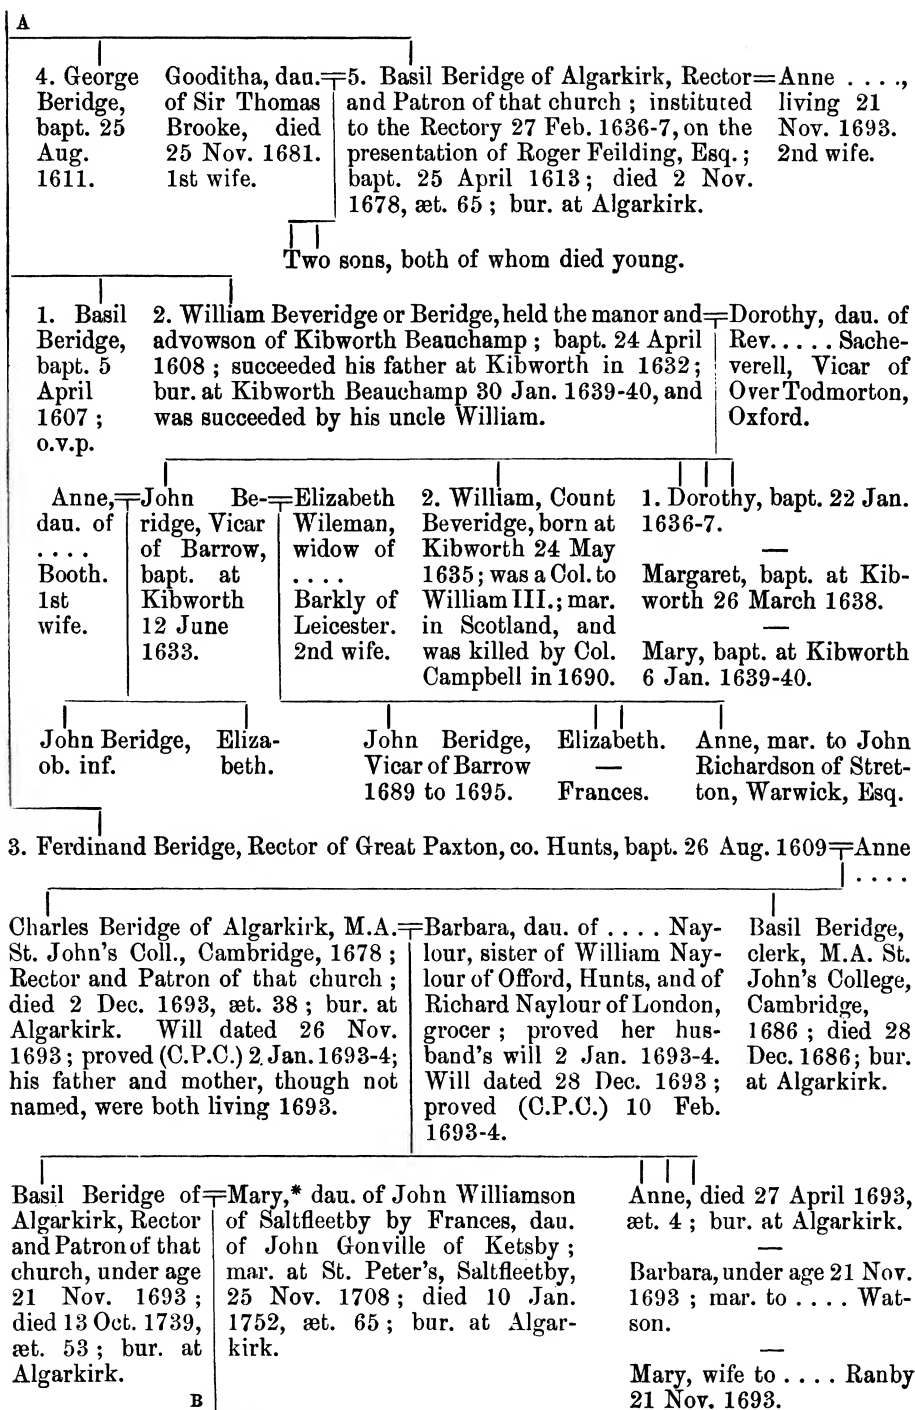 A
4. George
Beridge,
bapt. 25
Aug.
1611.
Gooditha, dau.
of Sir Thomas
Brooke, died
25 Nov. 1681.
1st wife.
5. Basil Beridge of Algarkirk, Rector
and Patron of that church ; instituted
to the Rectory 27 Feb. 1636-7, on the
presentation of Roger Feilding, Esq. ;
bapt. 25 April 1613 ; died 2 Nov.
1678, æt. 65 ; bur. at Algarkirk.
Anne . . . .,
living 21
Nov. 1693.
2nd wife.
Two sons, both of whom died young.
1. Basil
Beridge,
bapt. 5
April
1607 ;
o.v.p.
2. William Beveridge or Beridge, held the manor and
advowson of Kibworth Beauchamp ; bapt. 24 April
1608 ; succeeded his father at Kibworth in 1632 ;
bur. at Kibworth Beauchamp 30 Jan. 1639-40, and
was succeeded by his uncle William.
Dorothy, dau. of
Rev. . . . . Sache-
verell, Vicar of
Over Todmorton,
Oxford.
Anne,
dau. of
. . . .
Booth.
1st
wife.
John Be-
ridge, Vicar
of Barrow,
bapt. at
Kibworth
12 June
1633.
Elizabeth
Wileman,
widow of
. . . .
Barkly of
Leicester.
2nd wife.
2. William, Count
Beveridge, born at
Kibworth 24 May
1635 ; was a Col. to
William III. ; mar.
in Scotland, and
was killed by Col.
Campbell in 1690.
1. Dorothy, bapt. 22 Jan.
1636-7.
—
Margaret, bapt. at Kib-
worth 26 March 1638.
—
Mary, bapt. at Kibworth
6 Jan. 1639-40.
John Beridge,
ob. inf.
Eliza-
beth.
John Beridge,
Vicar of Barrow
1689 to 1695.
Elizabeth.
—
Frances.
Anne, mar. to John
Richardson of Stret-
ton, Warwick, Esq.
3. Ferdinand Beridge, Rector of Great Paxton, co. Hunts, bapt. 26 Aug. 1609
Anne
. . . .
Charles Beridge of Algarkirk, M.A.
St. John's Coll., Cambridge, 1678 ;
Rector and Patron of that church ;
died 2 Dec. 1693, æt. 38 ; bur. at
Algarkirk. Will dated 26 Nov.
1693 ; proved (C.P.C.) 2 Jan. 1693-4;
his father and mother, though not
named, were both living 1693.
Barbara, dau. of . . . . Nay-
lour, sister of William Nay-
lour of Offord, Hunts, and of
Richard Naylour of London,
grocer ; proved her hus-
band's will 2 Jan. 1693-4.
Will dated 28 Dec. 1693 ;
proved (C.P.C.) 10 Feb.
1693-4.
Basil Beridge,
clerk, M.A. St.
John's College,
Cambridge,
1686 ; died 28
Dec. 1686; bur.
at Algarkirk.
Basil Beridge of
Algarkirk, Rector
and Patron of that
church, under age
21 Nov. 1693 ;
died 13 Oct. 1739,
æt. 53 ; bur. at
Algarkirk.
B
Mary,* dau. of John Williamson
of Saltfleetby by Frances, dau.
of John Gonville of Ketsby ;
mar. at St. Peter's, Saltfleetby,
25 Nov. 1708 ; died 10 Jan.
1752, æt. 65 ; bur. at Algar-
kirk.
Anne, died 27 April 1693,
æt. 4 ; bur. at Algarkirk.
—
Barbara, under age 21 Nov.
1693 ; mar. to . . . . Wat-
son.
—
Mary, wife to . . . . Ranby
21 Nov. 1693.